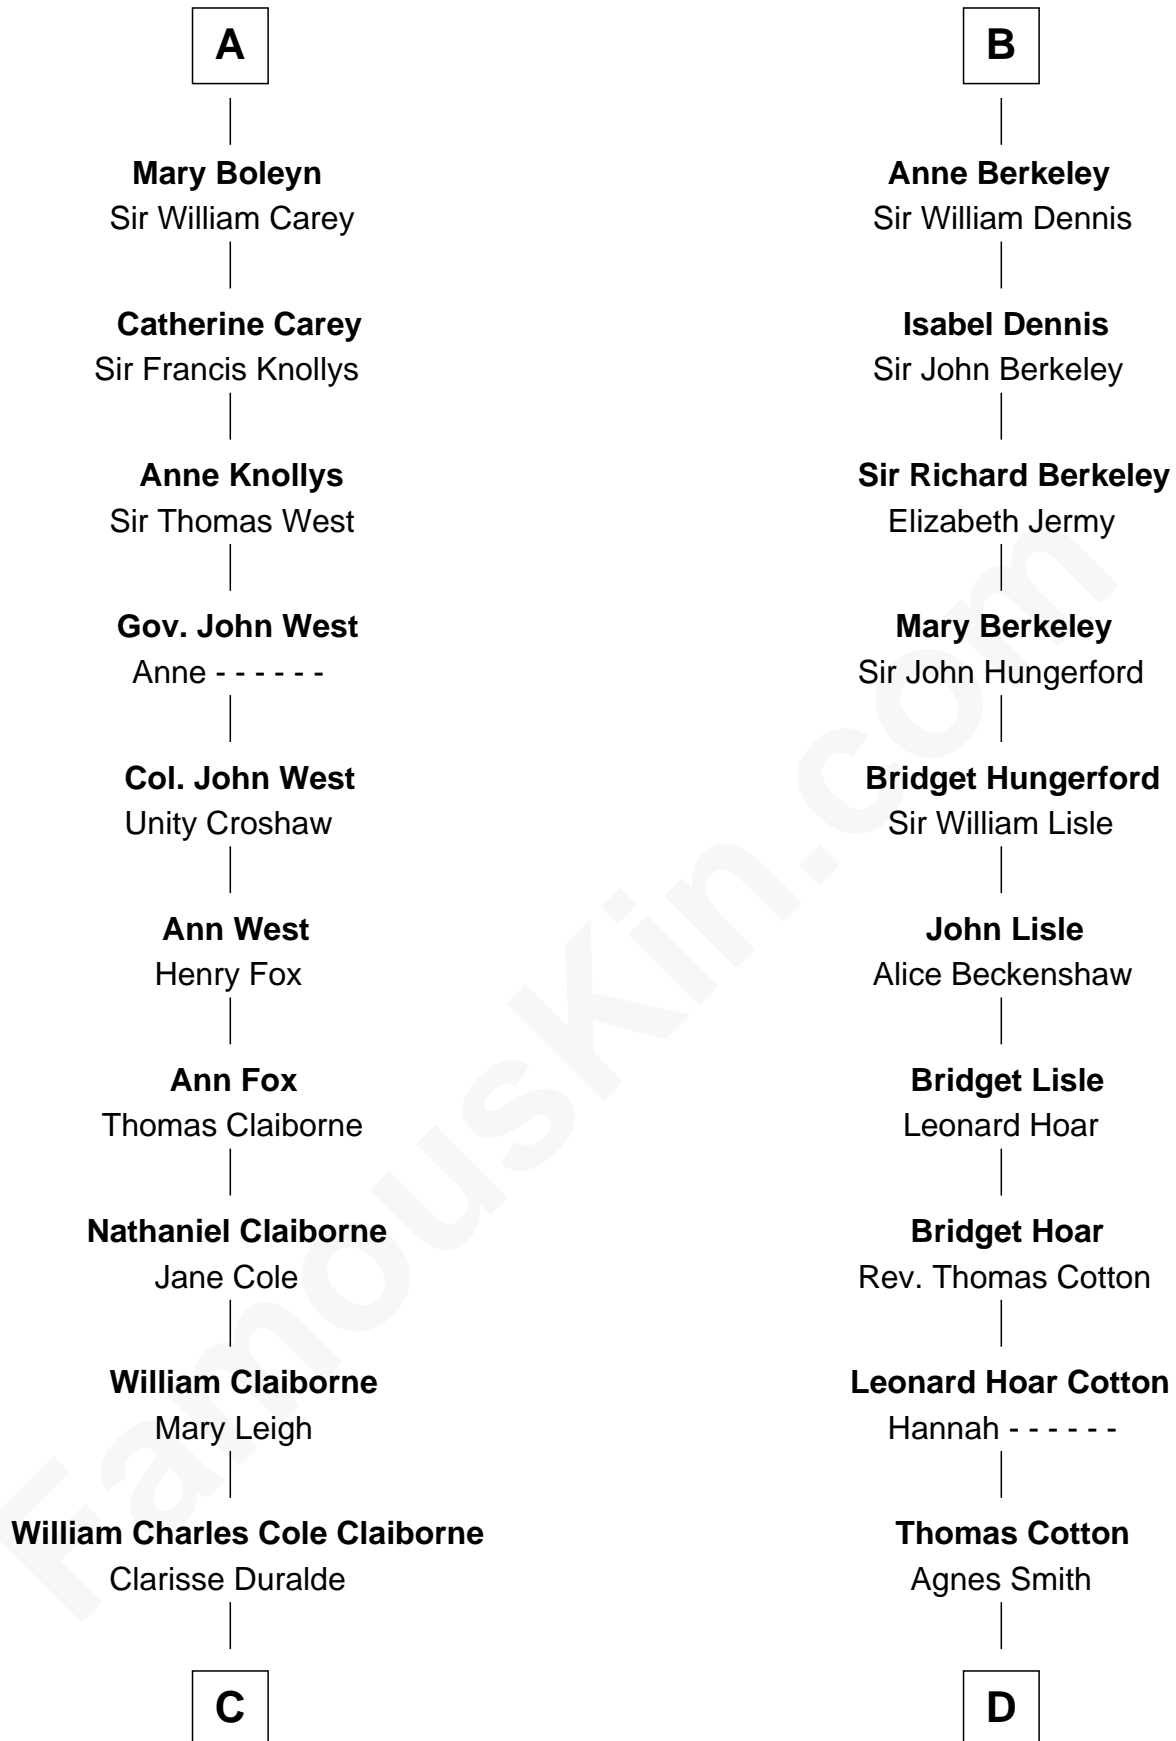 A
Mary Boleyn
Sir William Carey
Catherine Carey
Sir Francis Knollys
Anne Knollys
Sir Thomas West
Gov. John West
Anne - - - - - -
Col. John West
Unity Croshaw
Ann West
Henry Fox
Ann Fox
Thomas Claiborne
Nathaniel Claiborne
Jane Cole
William Claiborne
Mary Leigh
William Charles Cole Claiborne
Clarisse Duralde
C
B
Anne Berkeley
Sir William Dennis
Isabel Dennis
Sir John Berkeley
Sir Richard Berkeley
Elizabeth Jermy
Mary Berkeley
Sir John Hungerford
Bridget Hungerford
Sir William Lisle
John Lisle
Alice Beckenshaw
Bridget Lisle
Leonard Hoar
Bridget Hoar
Rev. Thomas Cotton
Leonard Hoar Cotton
Hannah - - - - - -
Thomas Cotton
Agnes Smith
D
FamousKin.com